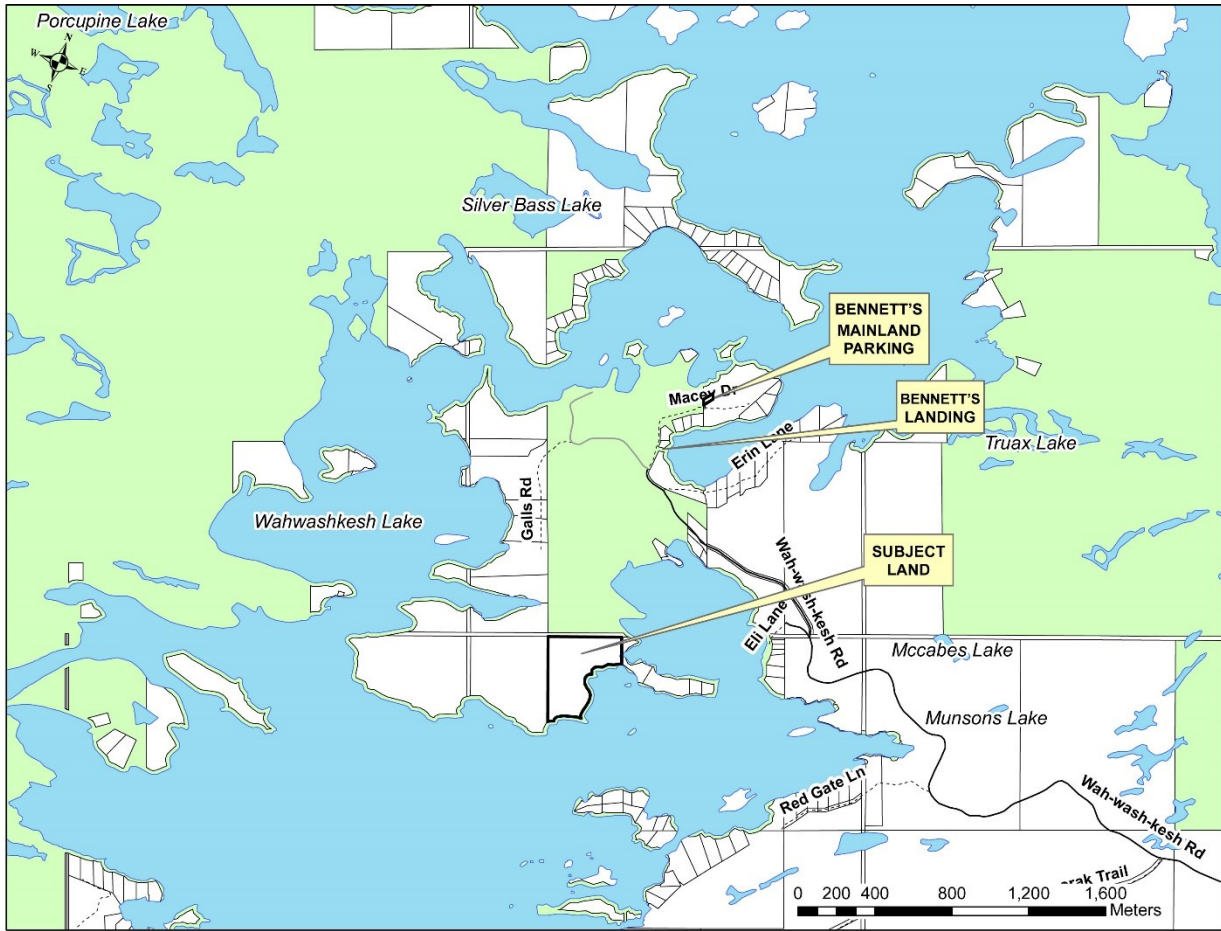 Porcupine Lake
N
W
E
S
Silver Bass Lake
BENNETT'S
MAINLAND
PARKING
Macey Dr
BENNETT'S
LANDING
Truax Lake
Erin Lane
Galls Rd
Wahwashkesh Lake
SUBJECT
LAND
Wah-wash-kesh Rd
Eli Lane
Mccabes Lake
Munsons Lake
Red Gate Ln
Wah-wash-kesh Rd
Trail
0 200 400 800 1,200 1,600
Meters